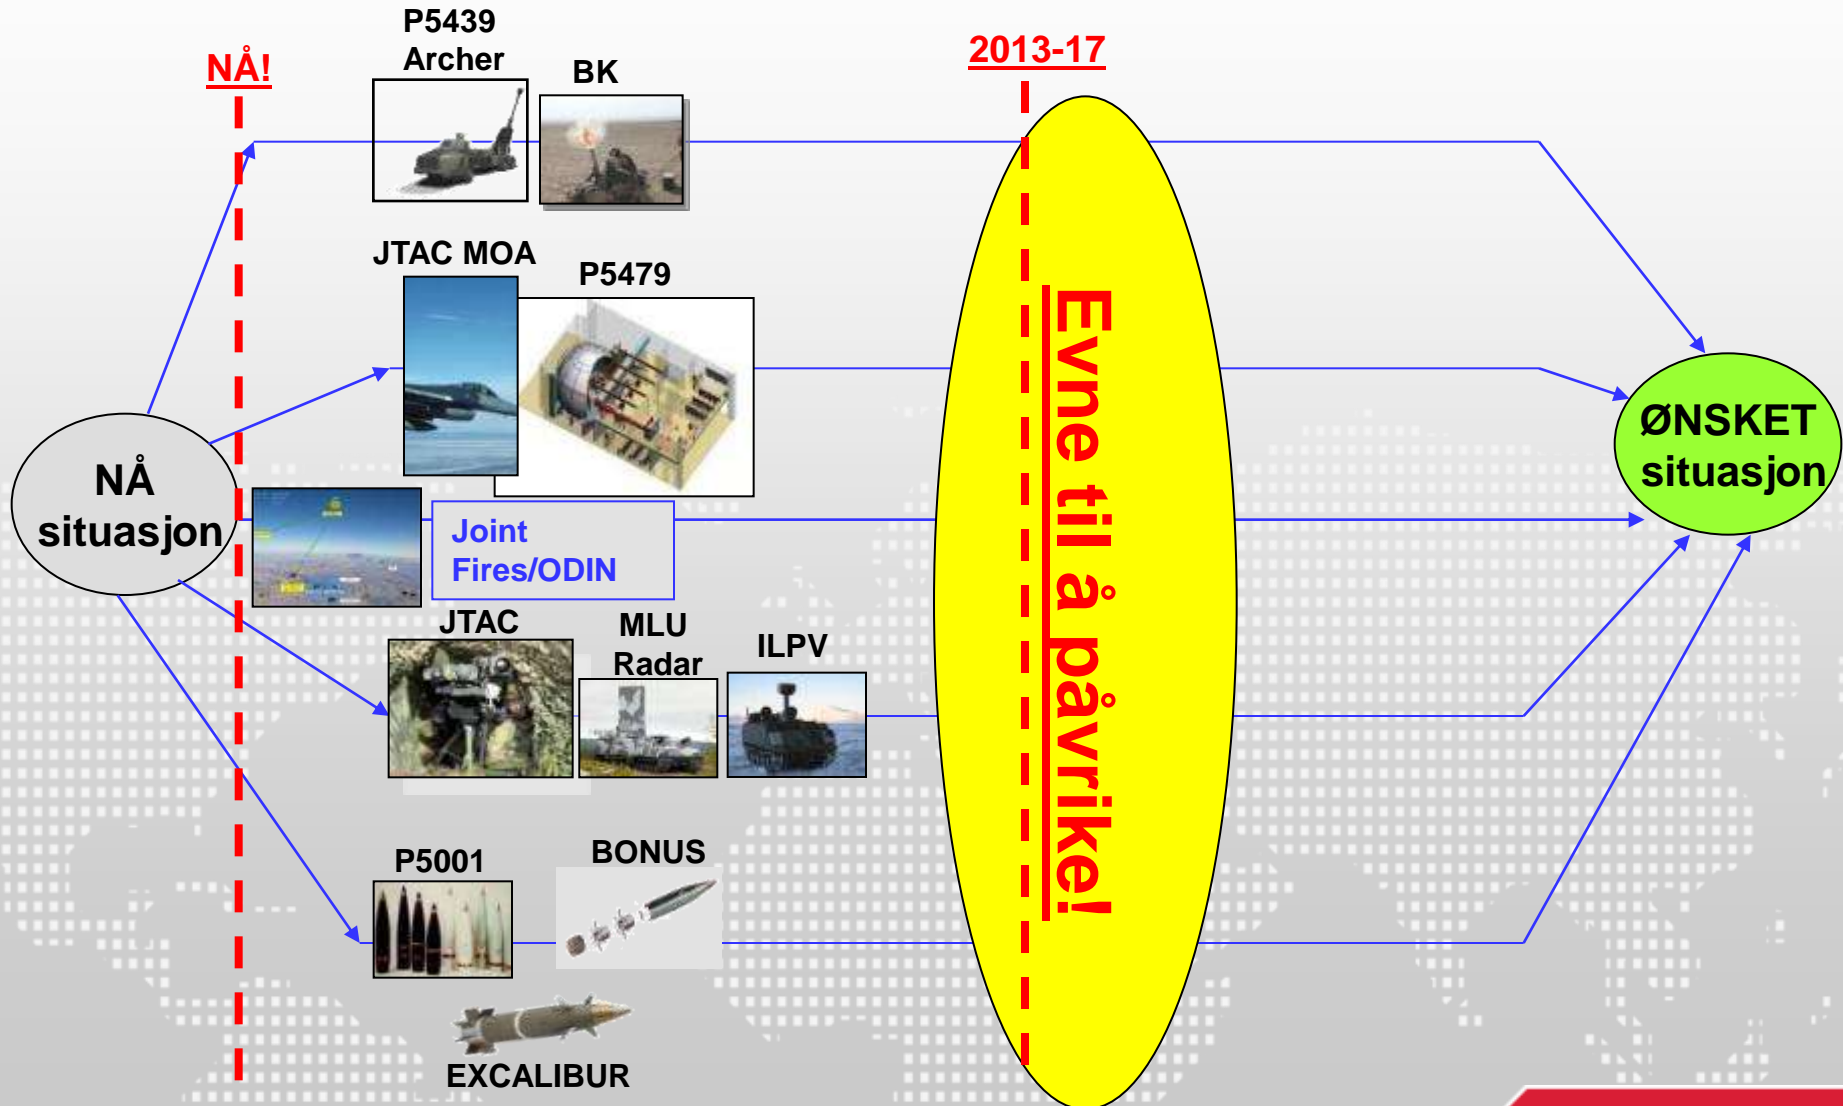 P5439
Archer
NÅ!
BK
2013-17
JTAC MOA
P5479
NÅ
situasjon
Joint
Fires/ODIN
JTAC
MLU
Radar
ILPV
P5001
BONUS
EXCALIBUR
Evne til å påvrike!
ØNSKET
situasjon